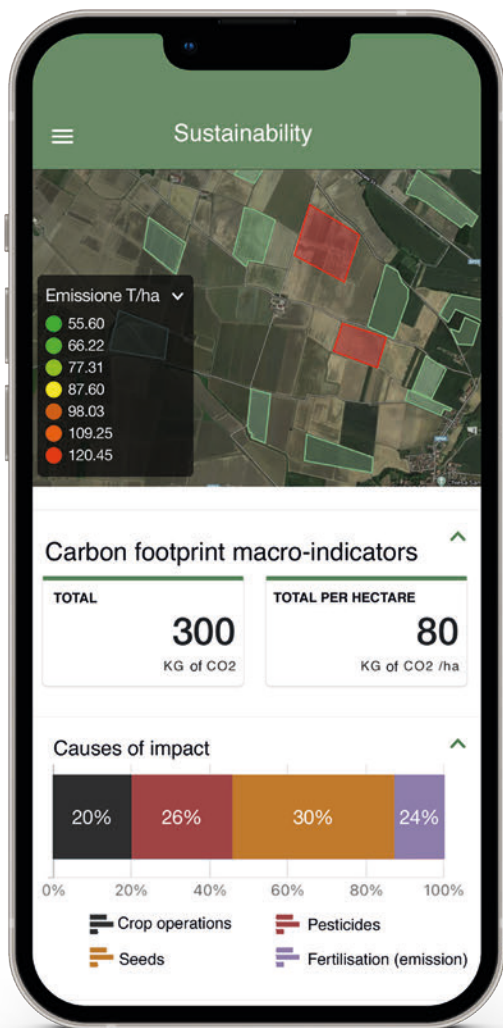 Sustainability
Emissione T/ha
55.60
66.22
77.31
87.60
98.03
109.25
120.45
Carbon footprint macro-indicators
TOTAL
300
KG of CO2
TOTAL PER HECTARE
80
KG of CO2 /ha
Causes of impact
20% 26% 30% 24%
0% 20% 40% 60% 80% 100%
Crop operations Pesticides
Seeds Fertilisation (emission)